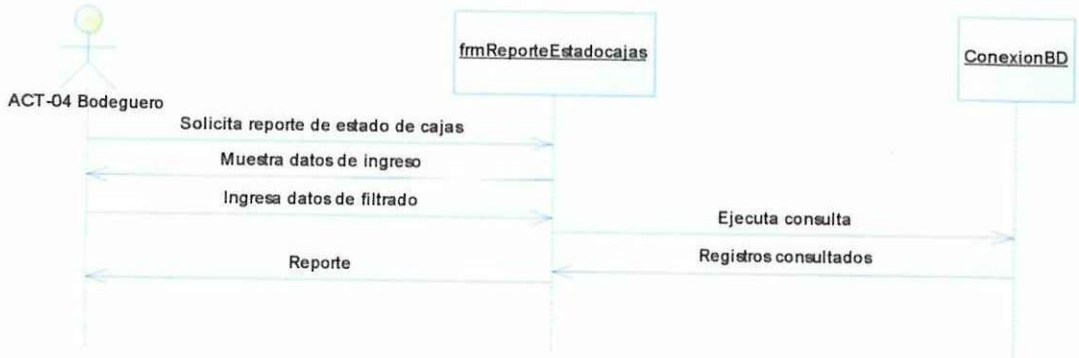 frmReporteEstadocajas
ConexionBD
ACT-04 Bodeguero
Solicita reporte de estado de cajas
Muestra datos de ingreso
Ingresa datos de filtrado
Ejecuta consulta
Registros consultados
Reporte